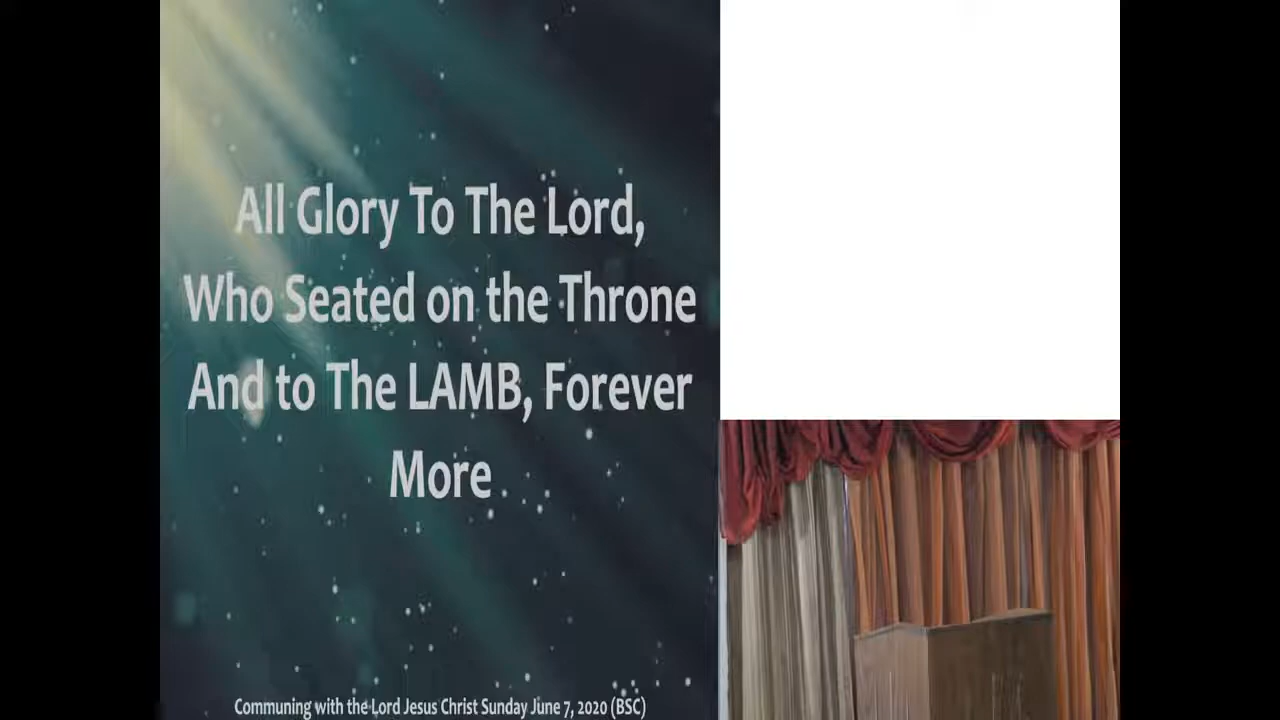 All Glory To The Lord,
Who Seated on the Throne
And to The LAMB, Forever
More
Communing with the Lord Jesus Christ Sunday June 7, 2020 (BSC)